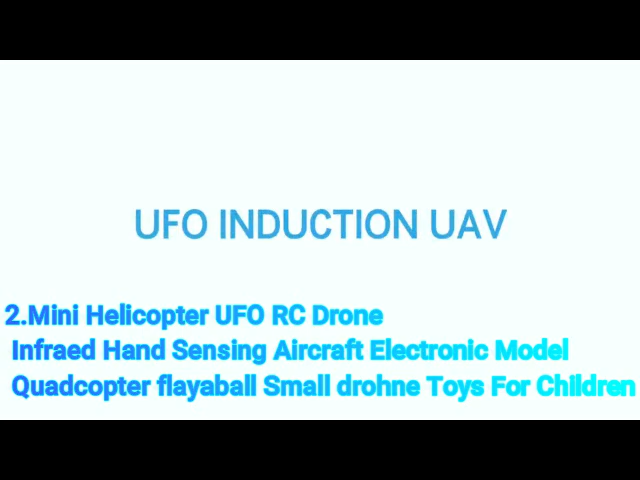 UFO INDUCTION UAV
2.Mini Helicopter UFO RC Drone
Infraed Hand Sensing Aircraft Electronic Model
Quadcopter flayaball Small drohne Toys For Children